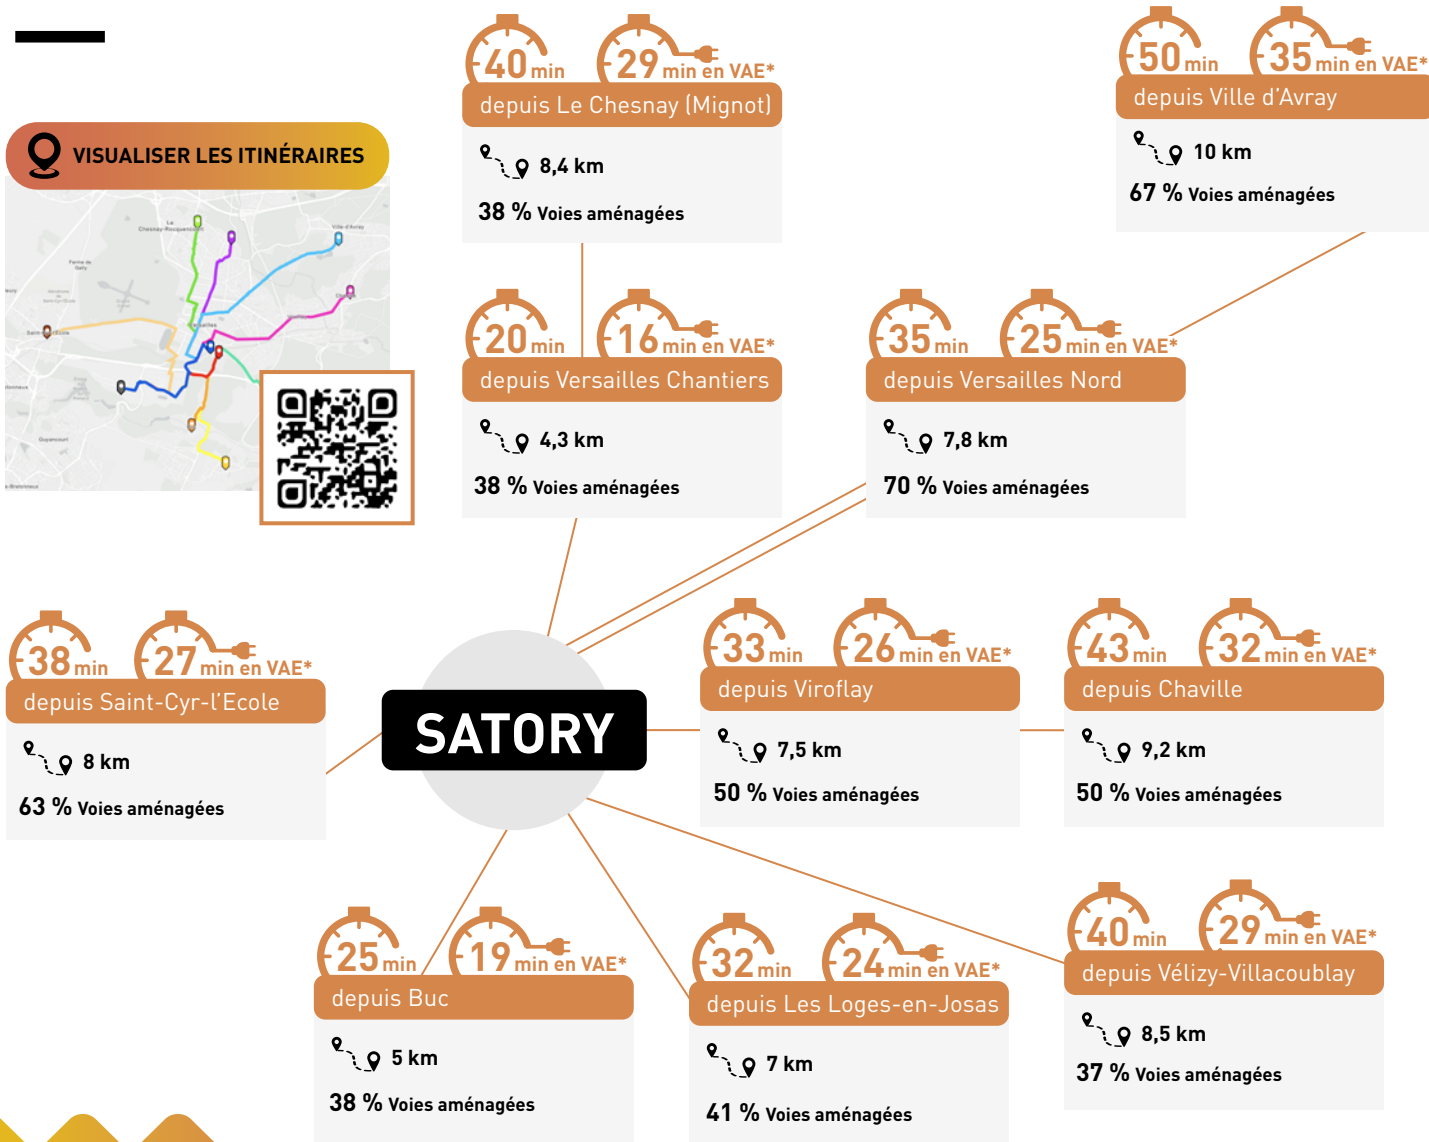 40 min
29 min en VAE*
depuis Le Chesnay (Mignot)
8,4 km
38 % Voies aménagées
50 min
35 min en VAE*
depuis Ville d'Avray
10 km
67 % Voies aménagées
VISUALISER LES ITINÉRAIRES
20 min
16 min en VAE*
depuis Versailles Chantiers
4,3 km
38 % Voies aménagées
35 min
25 min en VAE*
depuis Versailles Nord
7,8 km
70 % Voies aménagées
38 min
27 min en VAE*
depuis Saint-Cyr-l'Ecole
8 km
63 % Voies aménagées
SATORY
33 min
26 min en VAE*
depuis Viroflay
7,5 km
50 % Voies aménagées
43 min
32 min en VAE*
depuis Chaville
9,2 km
50 % Voies aménagées
25 min
19 min en VAE*
depuis Buc
5 km
38 % Voies aménagées
32 min
24 min en VAE*
depuis Les Loges-en-Josas
7 km
41 % Voies aménagées
40 min
29 min en VAE*
depuis Vélizy-Villacoublay
8,5 km
37 % Voies aménagées